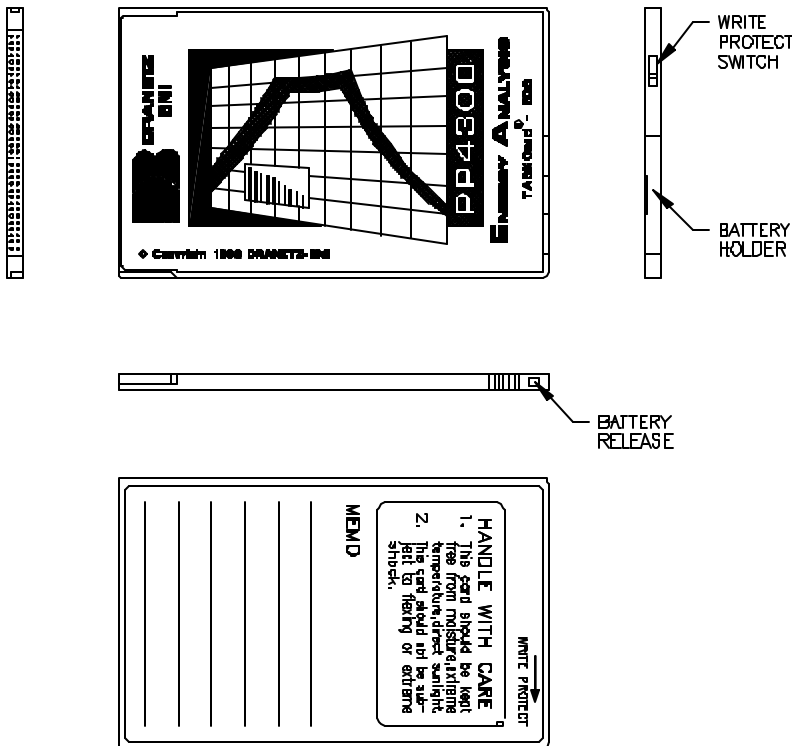 WRITE
PROTECT
SWITCH
DRANETZ
BMI
PP4300
ENERGY ANALYSIS
BATTERY
HOLDER
DRANETZ-BMI
BATTERY
RELEASE
MEMO
HANDLE WITH CARE
1. This card should be kept
free from moisture, extreme
temperature, direct sunlight.
2. This card should not be sub-
ject to flexing or extreme
shock.
WRITE PROTECT